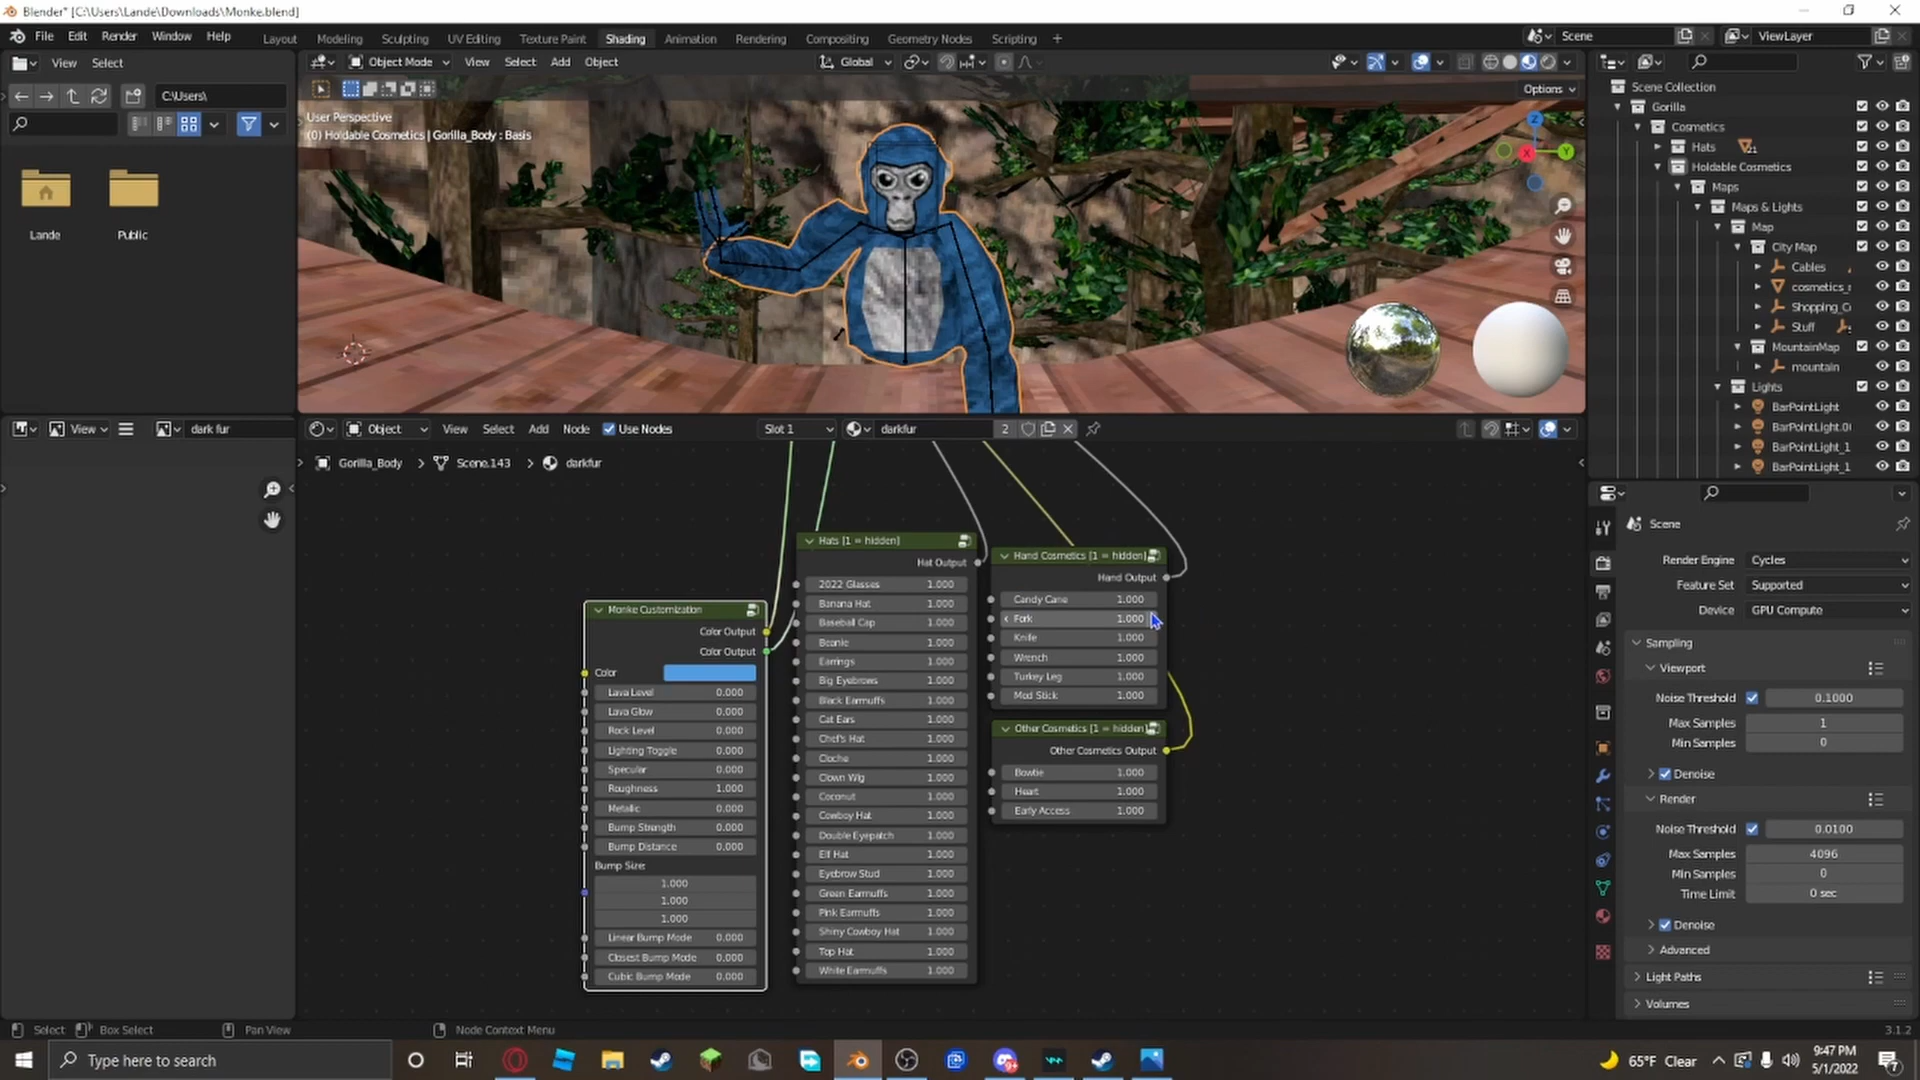 Blender* [C:\Users\Lande\Downloads\Monke.blend]
File Edit Render Window Help
Layout Modeling Sculpting UV Editing Texture Paint Shading Animation Rendering Compositing Geometry Nodes Scripting +
Scene
ViewLayer
View Select
C:\Users\
Lande Public
Object Mode View Select Add Object
Global
Options
User Perspective
(0) Holdable Cosmetics | Gorilla_Body : Basis
Z
X
Y
Scene Collection
Gorilla
Cosmetics
Hats
Holdable Cosmetics
Maps
Maps & Lights
Map
City Map
Cables
cosmetics_r
Shopping_C
Stuff
MountainMap
mountain
Lights
BarPointLight
BarPointLight.0
BarPointLight_1
BarPointLight_1
View
dark fur
Object View Select Add Node Use Nodes
Slot 1
darkfur 2
Gorilla_Body > Scene.143 > darkfur
Monke Customization
Color Output
Color Output
Color
Lava Level 0.000
Lava Glow 0.000
Rock Level 0.000
Lighting Toggle 0.000
Specular 0.000
Roughness 1.000
Metallic 0.000
Bump Strength 0.000
Bump Distance 0.000
Bump Size:
1.000
1.000
1.000
Linear Bump Mode 0.000
Closest Bump Mode 0.000
Cubic Bump Mode 0.000
Hats [1 = hidden]
Hat Output
2022 Glasses 1.000
Banana Hat 1.000
Baseball Cap 1.000
Beanie 1.000
Earrings 1.000
Big Eyebrows 1.000
Black Earmuffs 1.000
Cat Ears 1.000
Chef's Hat 1.000
Cloche 1.000
Clown Wig 1.000
Coconut 1.000
Cowboy Hat 1.000
Double Eyepatch 1.000
Elf Hat 1.000
Eyebrow Stud 1.000
Green Earmuffs 1.000
Pink Earmuffs 1.000
Shiny Cowboy Hat 1.000
Top Hat 1.000
White Earmuffs 1.000
Hand Cosmetics [1 = hidden]
Hand Output
Candy Cane 1.000
Fork 1.000
Knife 1.000
Wrench 1.000
Turkey Leg 1.000
Mod Stick 1.000
Other Cosmetics [1 = hidden]
Other Cosmetics Output
Bowtie 1.000
Heart 1.000
Early Access 1.000
Scene
Render Engine Cycles
Feature Set Supported
Device GPU Compute
Sampling
Viewport
Noise Threshold 0.1000
Max Samples 1
Min Samples 0
Denoise
Render
Noise Threshold 0.0100
Max Samples 4096
Min Samples 0
Time Limit 0 sec
Denoise
Advanced
Light Paths
Volumes
Select Box Select Pan View Node Context Menu
3.1.2
Type here to search
65°F Clear
9:47 PM
5/1/2022